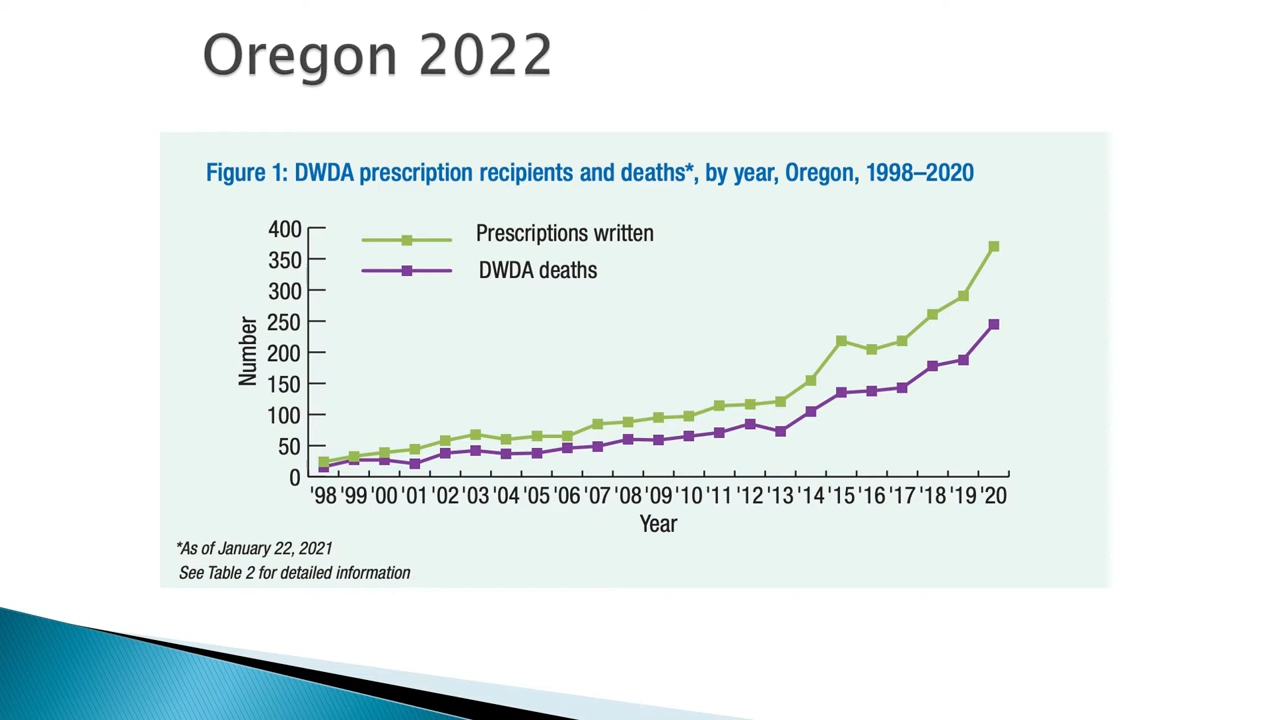 Oregon 2022
Figure 1: DWDA prescription recipients and deaths*, by year, Oregon, 1998–2020
Prescriptions written
DWDA deaths
400
350
300
250
200
150
100
50
0
Number
'98 '99 '00 '01 '02 '03 '04 '05 '06 '07 '08 '09 '10 '11 '12 '13 '14 '15 '16 '17 '18 '19 '20
Year
*As of January 22, 2021
See Table 2 for detailed information